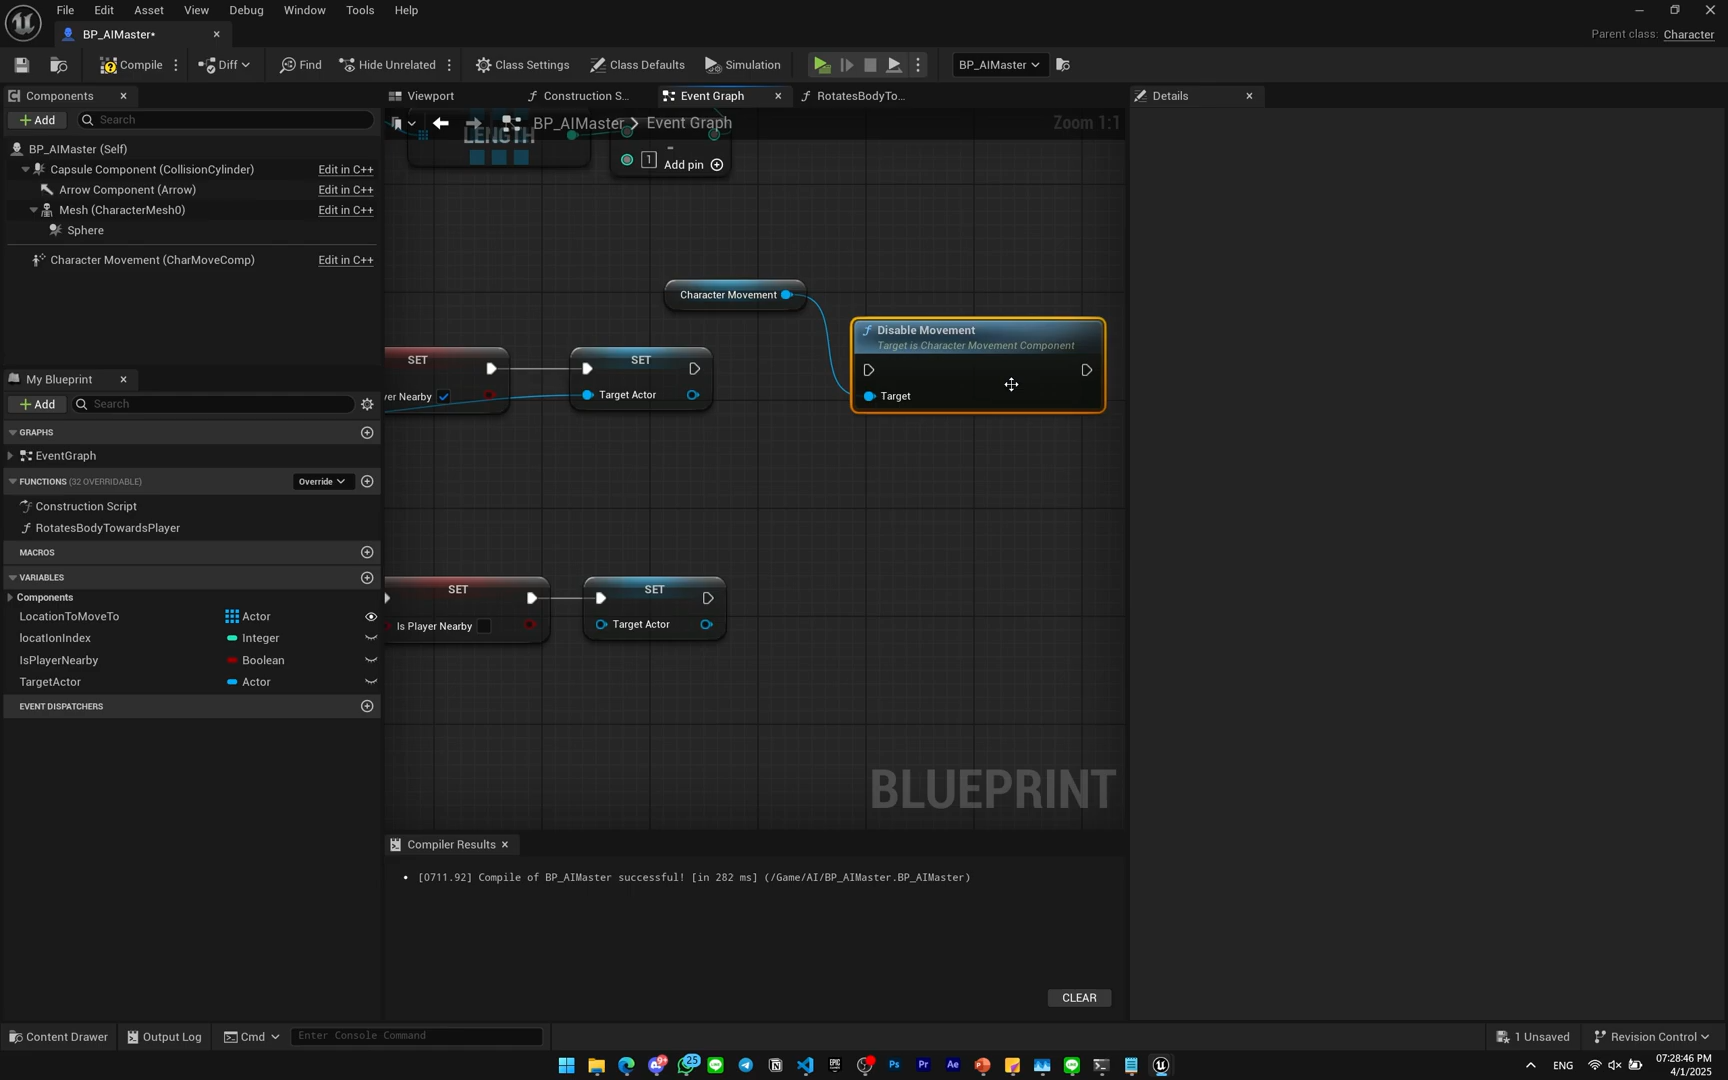 File Edit Asset View Debug Window Tools Help
BP_AIMaster*
Parent class: Character
Compile Diff Find Hide Unrelated Class Settings Class Defaults Simulation BP_AIMaster
Components
Viewport Construction S... Event Graph RotatesBodyTo...
Details
Add Search
BP_AIMaster > Event Graph
Zoom 1:1
LENGTH
1 Add pin
BP_AIMaster (Self)
Capsule Component (CollisionCylinder) Edit in C++
Arrow Component (Arrow) Edit in C++
Mesh (CharacterMesh0) Edit in C++
Sphere
Character Movement (CharMoveComp) Edit in C++
Character Movement
Disable Movement
Target is Character Movement Component
Target
SET
yer Nearby
SET
Target Actor
My Blueprint
Add Search
GRAPHS
EventGraph
FUNCTIONS (32 OVERRIDABLE) Override
Construction Script
RotatesBodyTowardsPlayer
MACROS
VARIABLES
Components
LocationToMoveTo Actor
locatIonIndex Integer
IsPlayerNearby Boolean
TargetActor Actor
EVENT DISPATCHERS
SET
Is Player Nearby
SET
Target Actor
BLUEPRINT
Compiler Results
[0711.92] Compile of BP_AIMaster successful! [in 282 ms] (/Game/AI/BP_AIMaster.BP_AIMaster)
CLEAR
Content Drawer Output Log Cmd Enter Console Command
1 Unsaved Revision Control
ENG
07:28:46 PM
4/1/2025